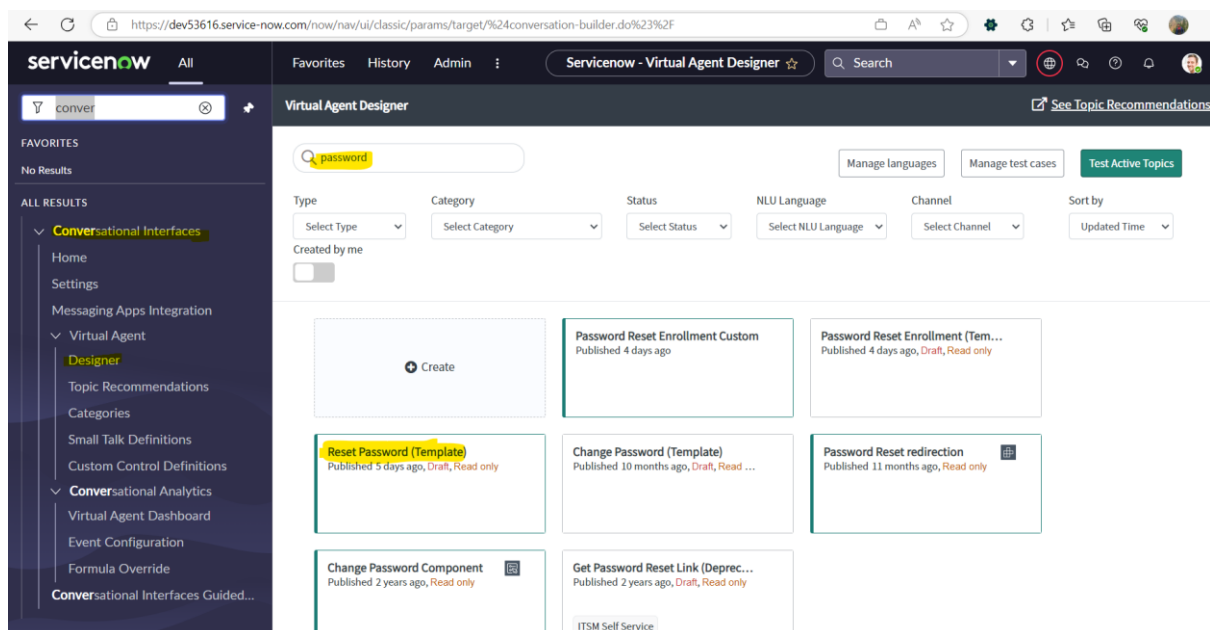 https://dev53616.service-now.com/now/nav/ui/classic/params/target/%24conversation-builder.do%23%2F
servicenow All Favorites History Admin Servicenow - Virtual Agent Designer Search
conver
Virtual Agent Designer See Topic Recommendations
FAVORITES
No Results
ALL RESULTS
Conversational Interfaces
Home
Settings
Messaging Apps Integration
Virtual Agent
Designer
Topic Recommendations
Categories
Small Talk Definitions
Custom Control Definitions
Conversational Analytics
Virtual Agent Dashboard
Event Configuration
Formula Override
Conversational Interfaces Guided...
password
Manage languages Manage test cases Test Active Topics
Type Category Status NLU Language Channel Sort by
Select Type Select Category Select Status Select NLU Language Select Channel Updated Time
Created by me
Create
Password Reset Enrollment Custom
Published 4 days ago
Password Reset Enrollment (Tem...
Published 4 days ago, Draft, Read only
Reset Password (Template)
Published 5 days ago, Draft, Read only
Change Password (Template)
Published 10 months ago, Draft, Read ...
Password Reset redirection
Published 11 months ago, Read only
Change Password Component
Published 2 years ago, Read only
Get Password Reset Link (Deprec...
Published 2 years ago, Draft, Read only
ITSM Self Service